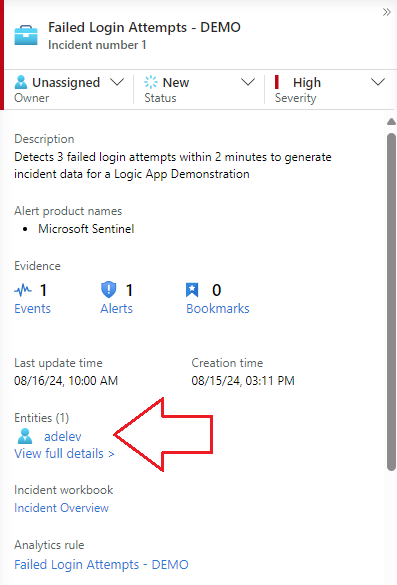 »
Failed Login Attempts - DEMO
Incident number 1
Unassigned
Owner
New
Status
High
Severity
Description
Detects 3 failed login attempts within 2 minutes to generate
incident data for a Logic App Demonstration
Alert product names
• Microsoft Sentinel
Evidence
1
Events
1
Alerts
0
Bookmarks
Last update time
08/16/24, 10:00 AM
Creation time
08/15/24, 03:11 PM
Entities (1)
adelev
View full details >
Incident workbook
Incident Overview
Analytics rule
Failed Login Attempts - DEMO